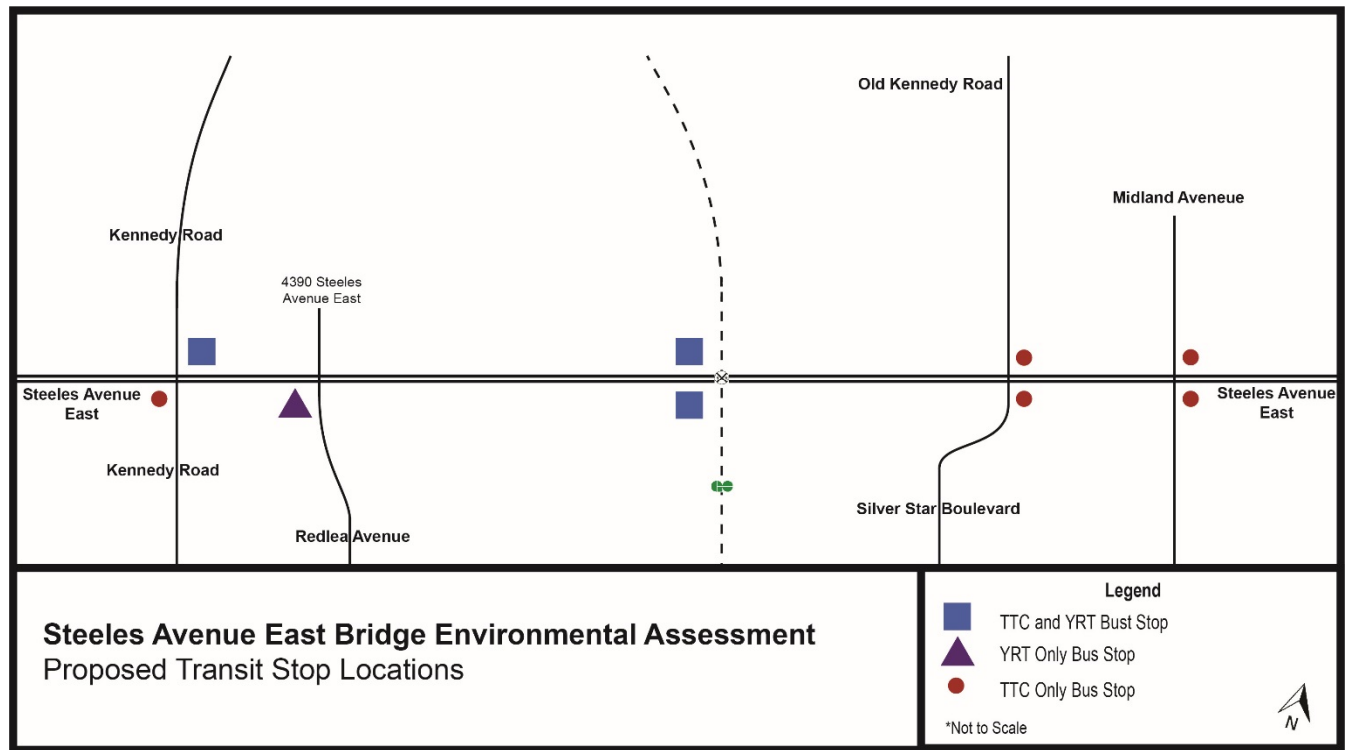 Old Kennedy Road
Midland Aveneue
Kennedy Road
4390 Steeles
Avenue East
Steeles Avenue
East
Steeles Avenue
East
Kennedy Road
Silver Star Boulevard
Redlea Avenue
Steeles Avenue East Bridge Environmental Assessment
Proposed Transit Stop Locations
Legend
TTC and YRT Bust Stop
YRT Only Bus Stop
TTC Only Bus Stop
*Not to Scale
N